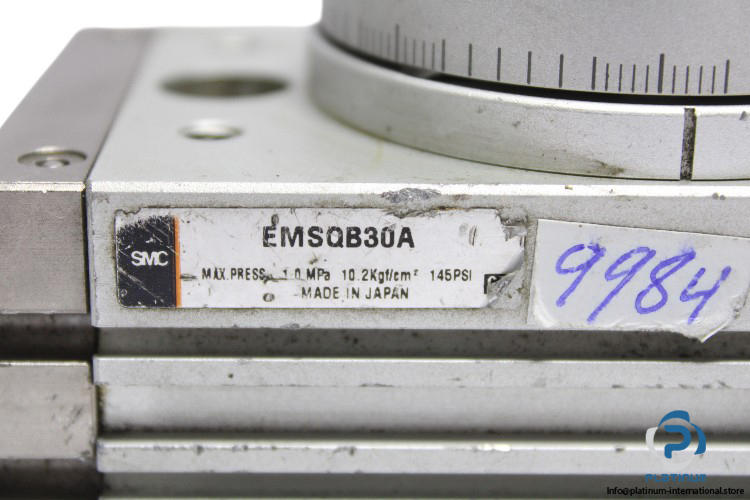 EMSQB30A
SMC
MAX.PRESS. 1.0 MPa 10.2Kgf/cm² 145PSI
MADE IN JAPAN
9984
PLATINUM
Info@platinum-international.store